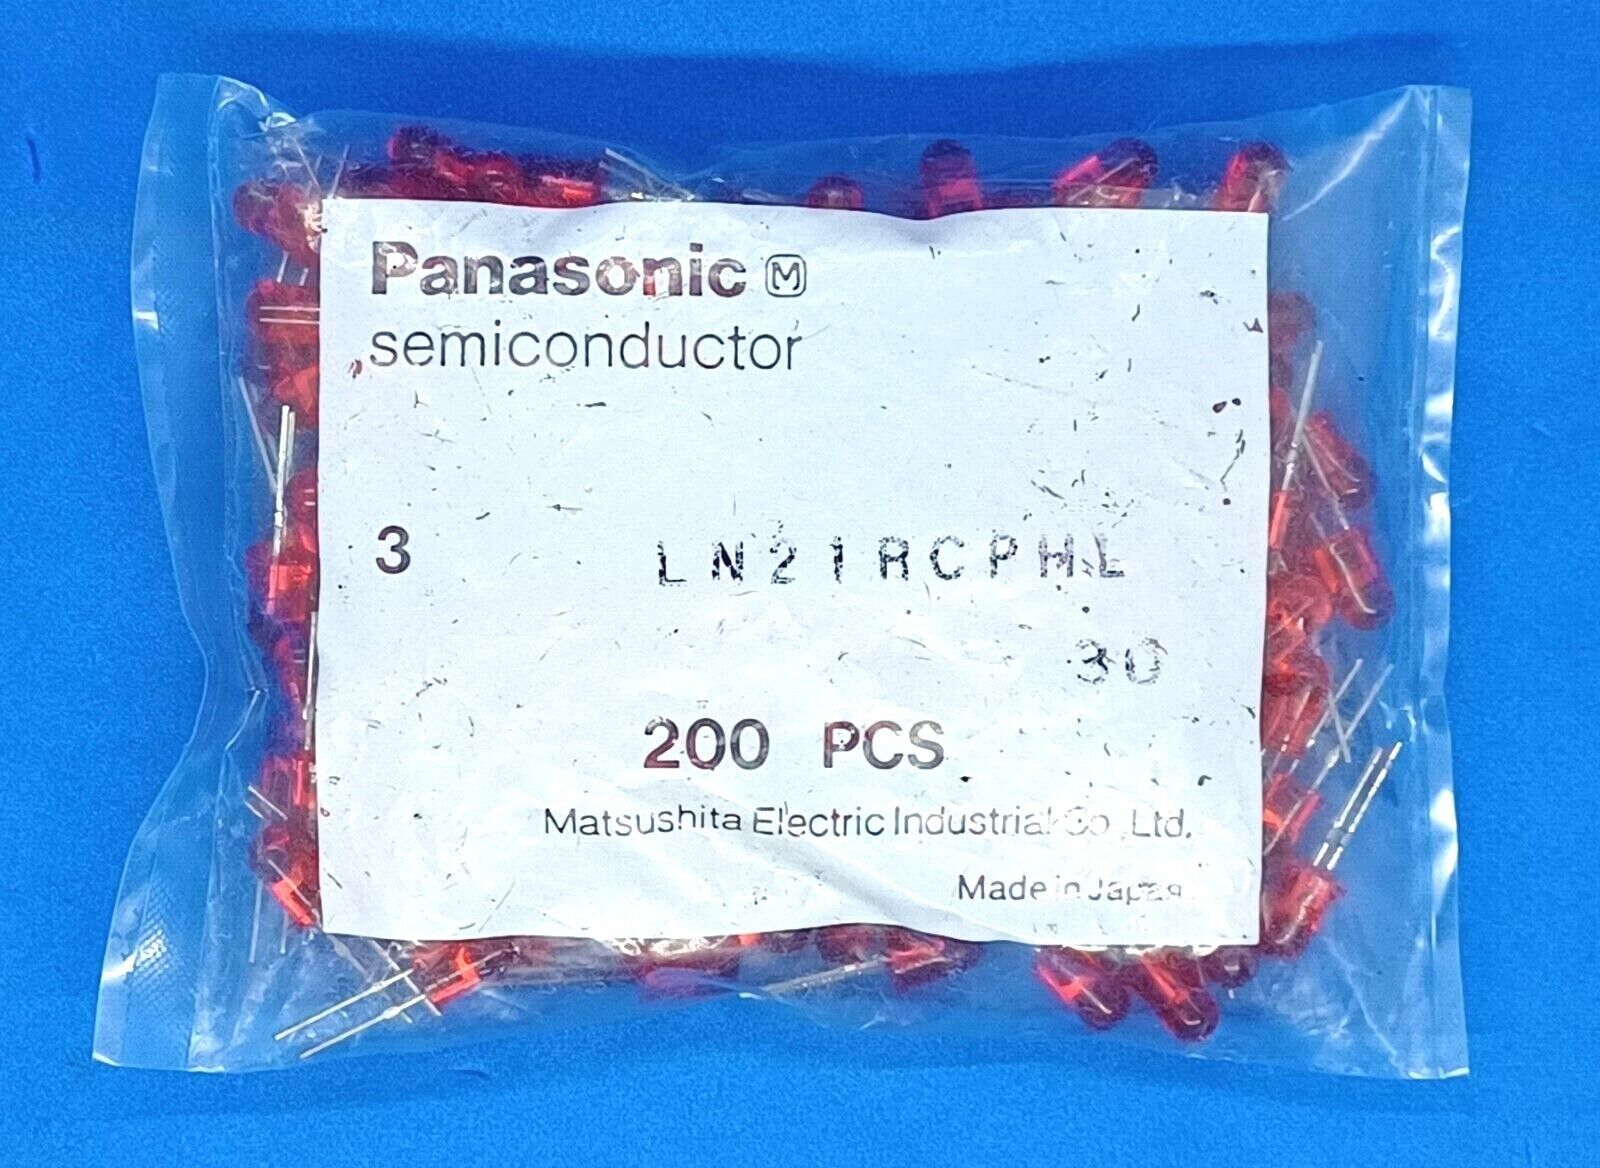 Panasonic M
semiconductor
3 LN21RCPHL
30
200 PCS
Matsushita Electric Industrial Co.,Ltd.
Made in Japan